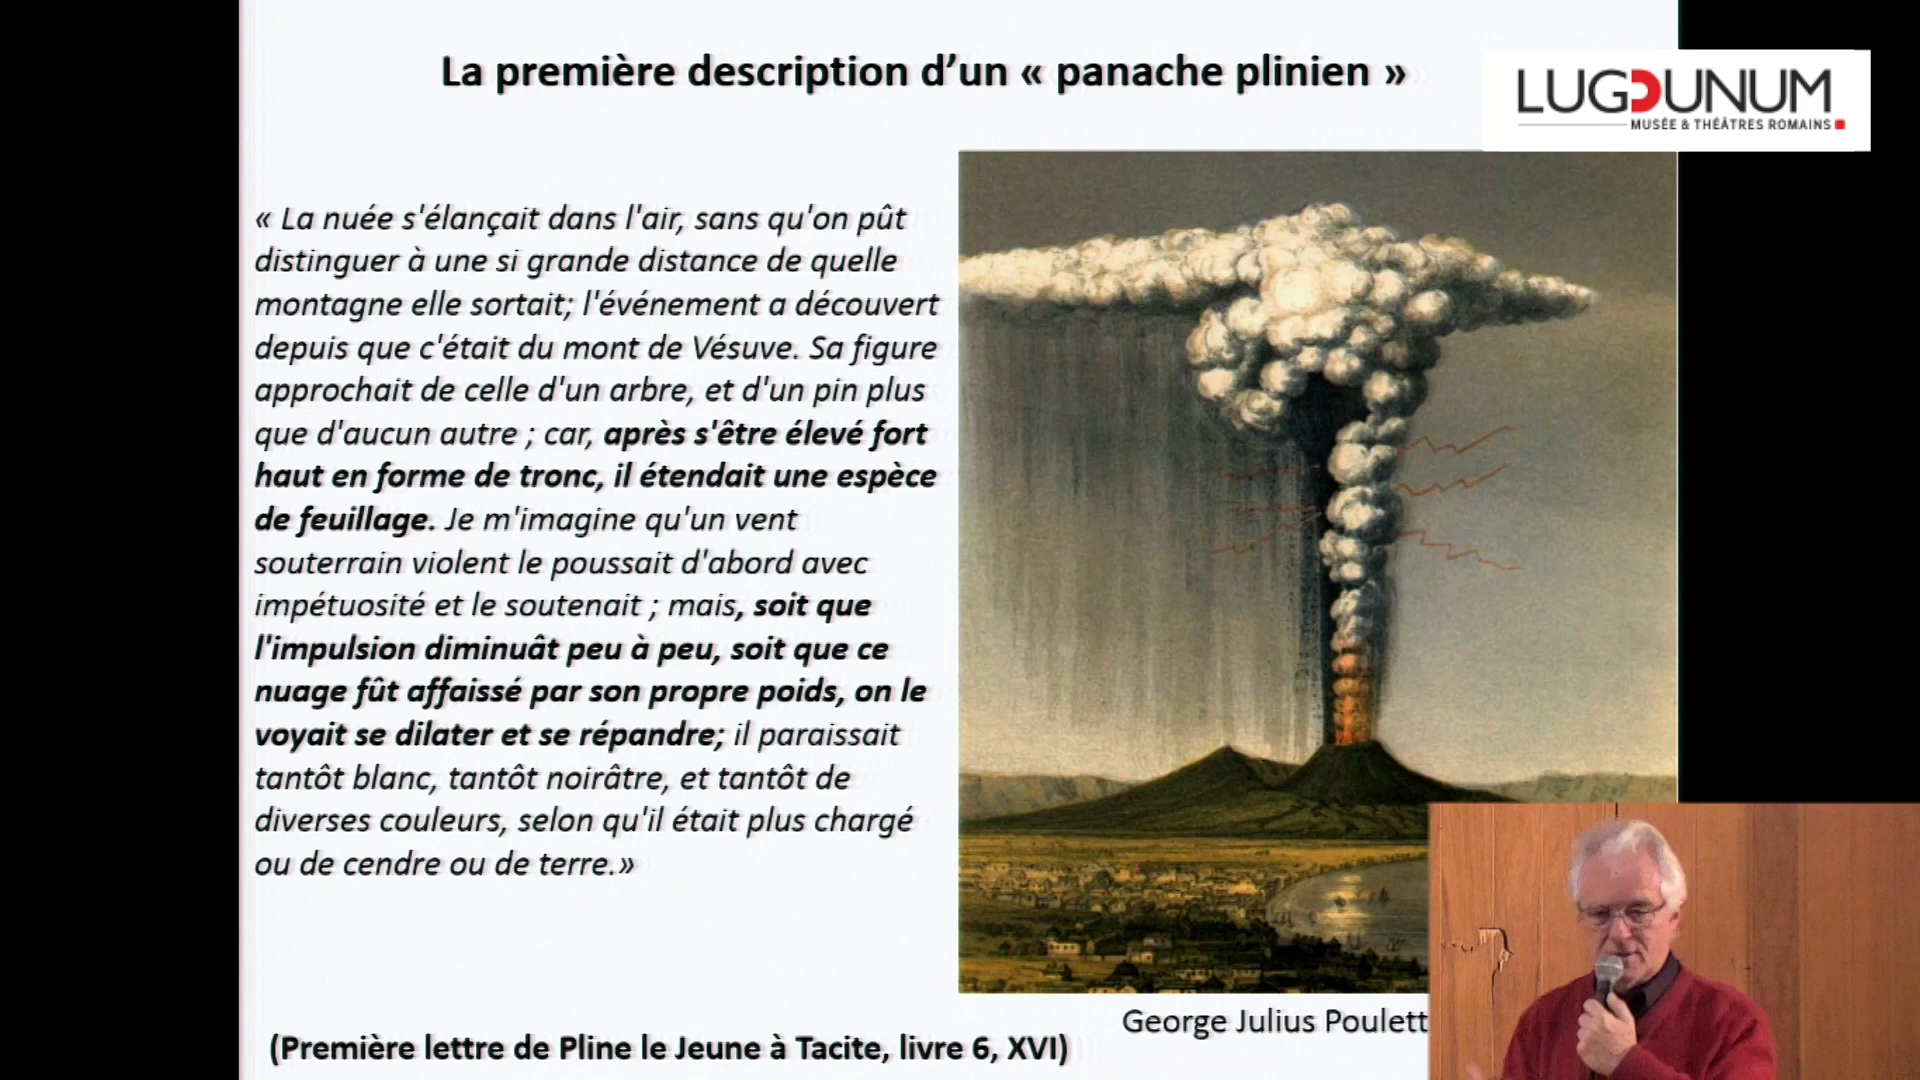 La première description d’un « panache plinien »
LUGDUNUM
MUSÉE & THÉÂTRES ROMAINS
« La nuée s'élançait dans l'air, sans qu'on pût
distinguer à une si grande distance de quelle
montagne elle sortait; l'événement a découvert
depuis que c'était du mont de Vésuve. Sa figure
approchait de celle d'un arbre, et d'un pin plus
que d'aucun autre ; car, après s'être élevé fort
haut en forme de tronc, il étendait une espèce
de feuillage. Je m'imagine qu'un vent
souterrain violent le poussait d'abord avec
impétuosité et le soutenait ; mais, soit que
l'impulsion diminuât peu à peu, soit que ce
nuage fût affaissé par son propre poids, on le
voyait se dilater et se répandre; il paraissait
tantôt blanc, tantôt noirâtre, et tantôt de
diverses couleurs, selon qu'il était plus chargé
ou de cendre ou de terre.»
George Julius Poulett
(Première lettre de Pline le Jeune à Tacite, livre 6, XVI)